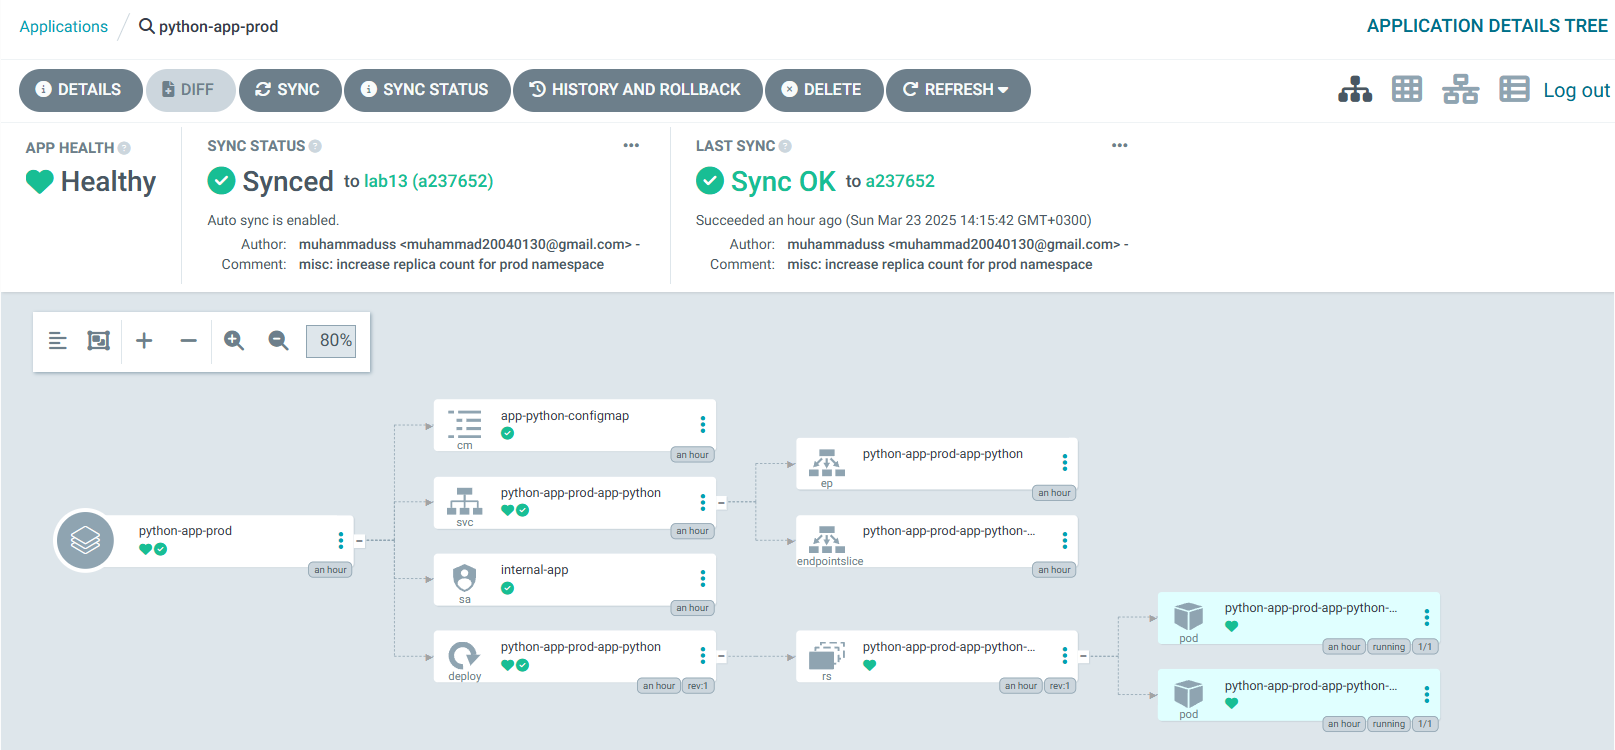 Applications / python-app-prod
APPLICATION DETAILS TREE
DETAILS DIFF SYNC SYNC STATUS HISTORY AND ROLLBACK DELETE REFRESH
Log out
APP HEALTH
Healthy
SYNC STATUS
Synced to lab13 (a237652)
Auto sync is enabled.
Author: muhammaduss <muhammad20040130@gmail.com> -
Comment: misc: increase replica count for prod namespace
LAST SYNC
Sync OK to a237652
Succeeded an hour ago (Sun Mar 23 2025 14:15:42 GMT+0300)
Author: muhammaduss <muhammad20040130@gmail.com> -
Comment: misc: increase replica count for prod namespace
80%
python-app-prod
an hour
app-python-configmap
cm
an hour
python-app-prod-app-python
svc
an hour
internal-app
sa
an hour
python-app-prod-app-python
deploy
an hour rev:1
python-app-prod-app-python
ep
an hour
python-app-prod-app-python-...
endpointslice
an hour
python-app-prod-app-python-...
rs
an hour rev:1
python-app-prod-app-python-...
pod
an hour running 1/1
python-app-prod-app-python-...
pod
an hour running 1/1